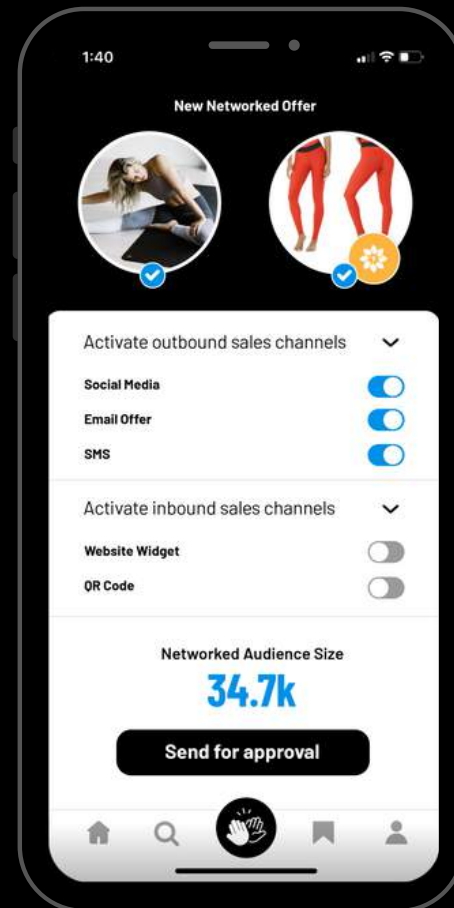 1:40
New Networked Offer
Activate outbound sales channels
Social Media
Email Offer
SMS
Activate inbound sales channels
Website Widget
QR Code
Networked Audience Size
34.7k
Send for approval